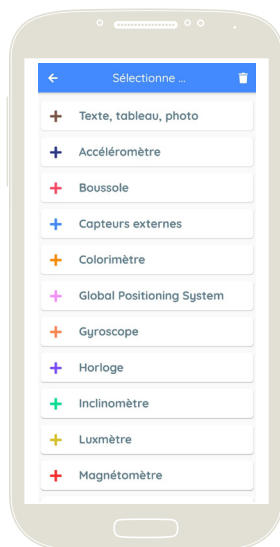 Sélectionne ...
Texte, tableau, photo
Accéléromètre
Boussole
Capteurs externes
Colorimètre
Global Positioning System
Gyroscope
Horloge
Inclinomètre
Luxmètre
Magnétomètre